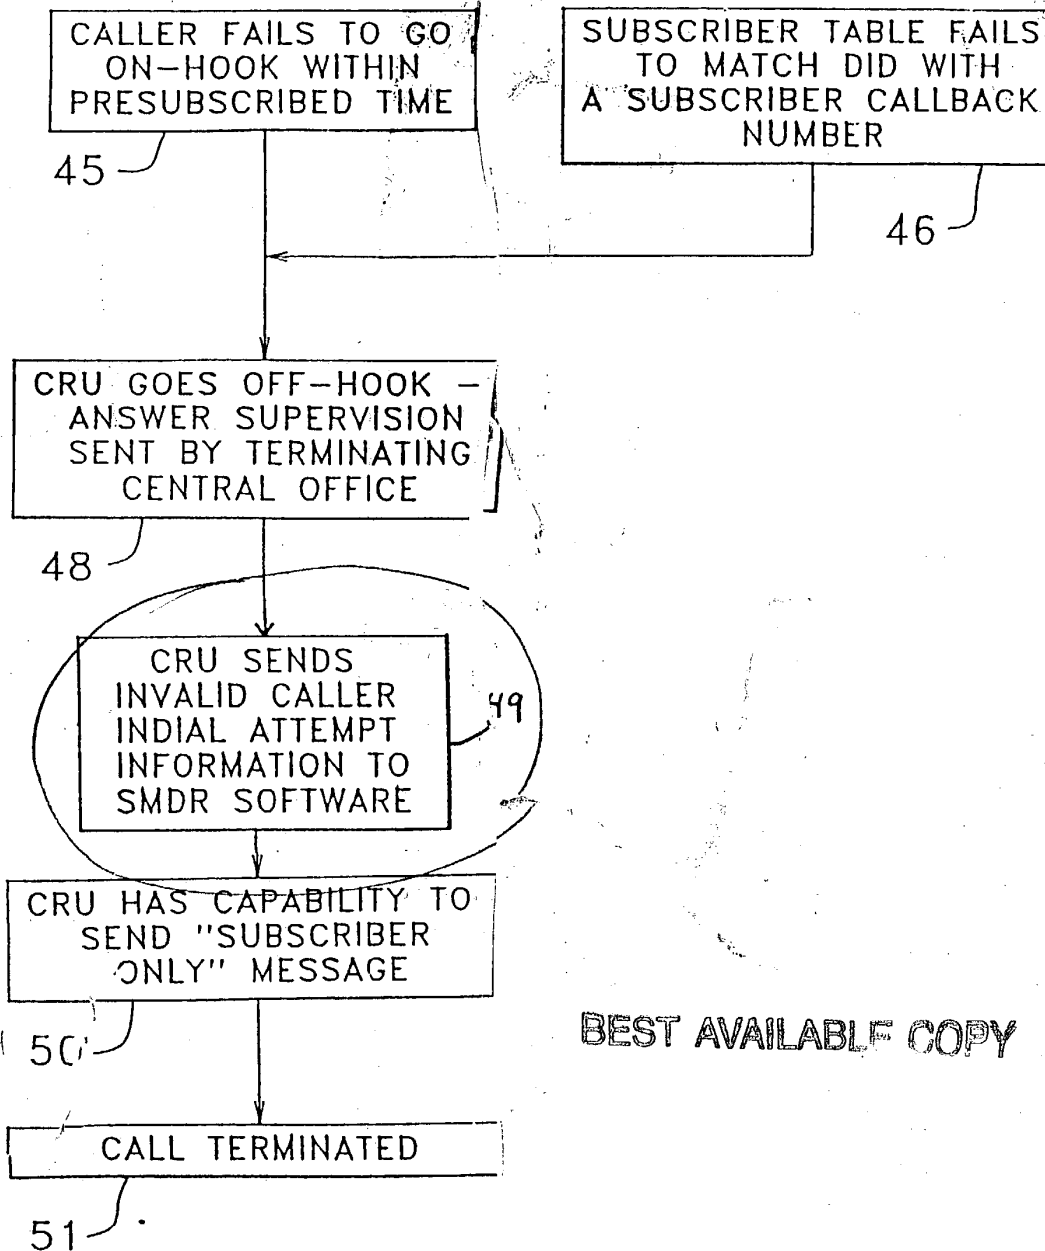 CALLER FAILS TO GO
ON-HOOK WITHIN
PRESUBSCRIBED TIME
45
SUBSCRIBER TABLE FAILS
TO MATCH DID WITH
A SUBSCRIBER CALLBACK
NUMBER
46
CRU GOES OFF-HOOK -
ANSWER SUPERVISION
SENT BY TERMINATING
CENTRAL OFFICE
48
CRU SENDS
INVALID CALLER
INDIAL ATTEMPT
INFORMATION TO
SMDR SOFTWARE
49
CRU HAS CAPABILITY TO
SEND "SUBSCRIBER
ONLY" MESSAGE
50
BEST AVAILABLE COPY
CALL TERMINATED
51